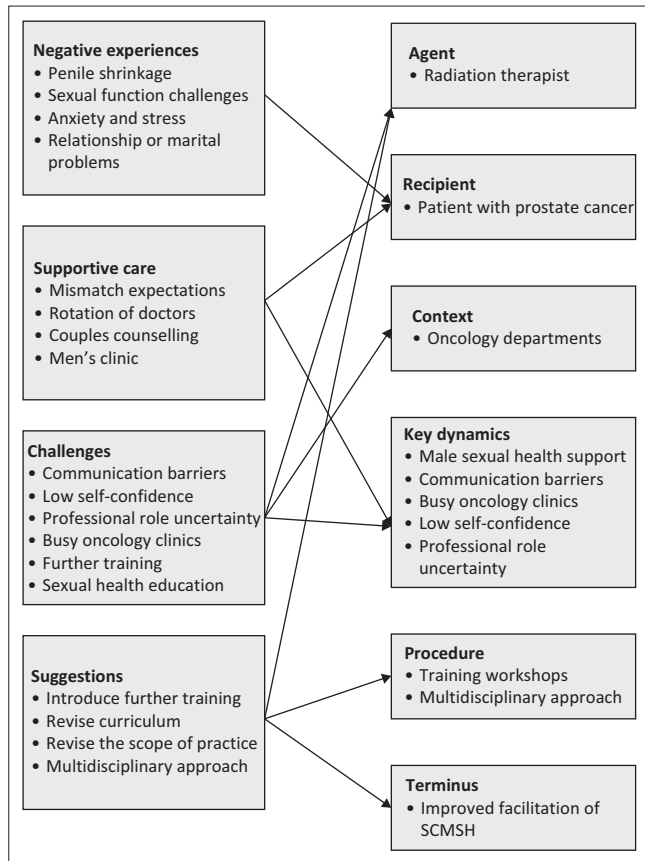 Negative experiences
• Penile shrinkage
• Sexual function challenges
• Anxiety and stress
• Relationship or marital
problems
Supportive care
• Mismatch expectations
• Rotation of doctors
• Couples counselling
• Men’s clinic
Challenges
• Communication barriers
• Low self-confidence
• Professional role uncertainty
• Busy oncology clinics
• Further training
• Sexual health education
Suggestions
• Introduce further training
• Revise curriculum
• Revise the scope of practice
• Multidisciplinary approach
Agent
• Radiation therapist
Recipient
• Patient with prostate cancer
Context
• Oncology departments
Key dynamics
• Male sexual health support
• Communication barriers
• Busy oncology clinics
• Low self-confidence
• Professional role
uncertainty
Procedure
• Training workshops
• Multidisciplinary approach
Terminus
• Improved facilitation of
SCMSH